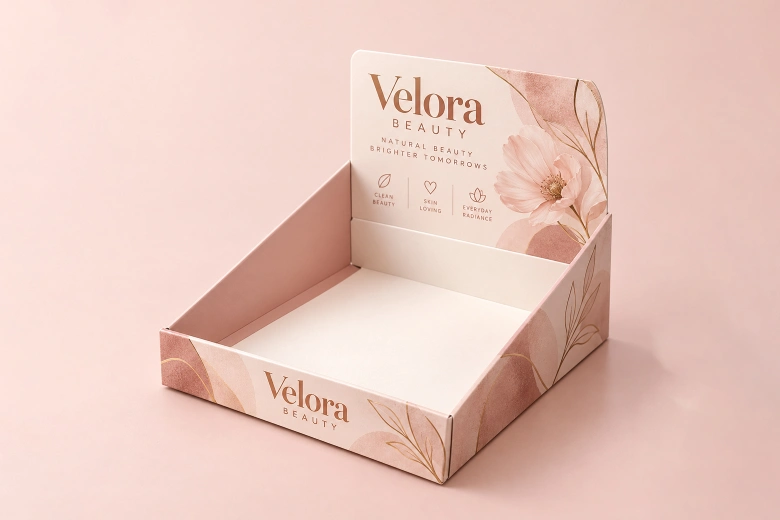 Velora
BEAUTY
NATURAL BEAUTY
BRIGHTER TOMORROWS
CLEAN
BEAUTY
SKIN
LOVING
EVERYDAY
RADIANCE
Velora
BEAUTY